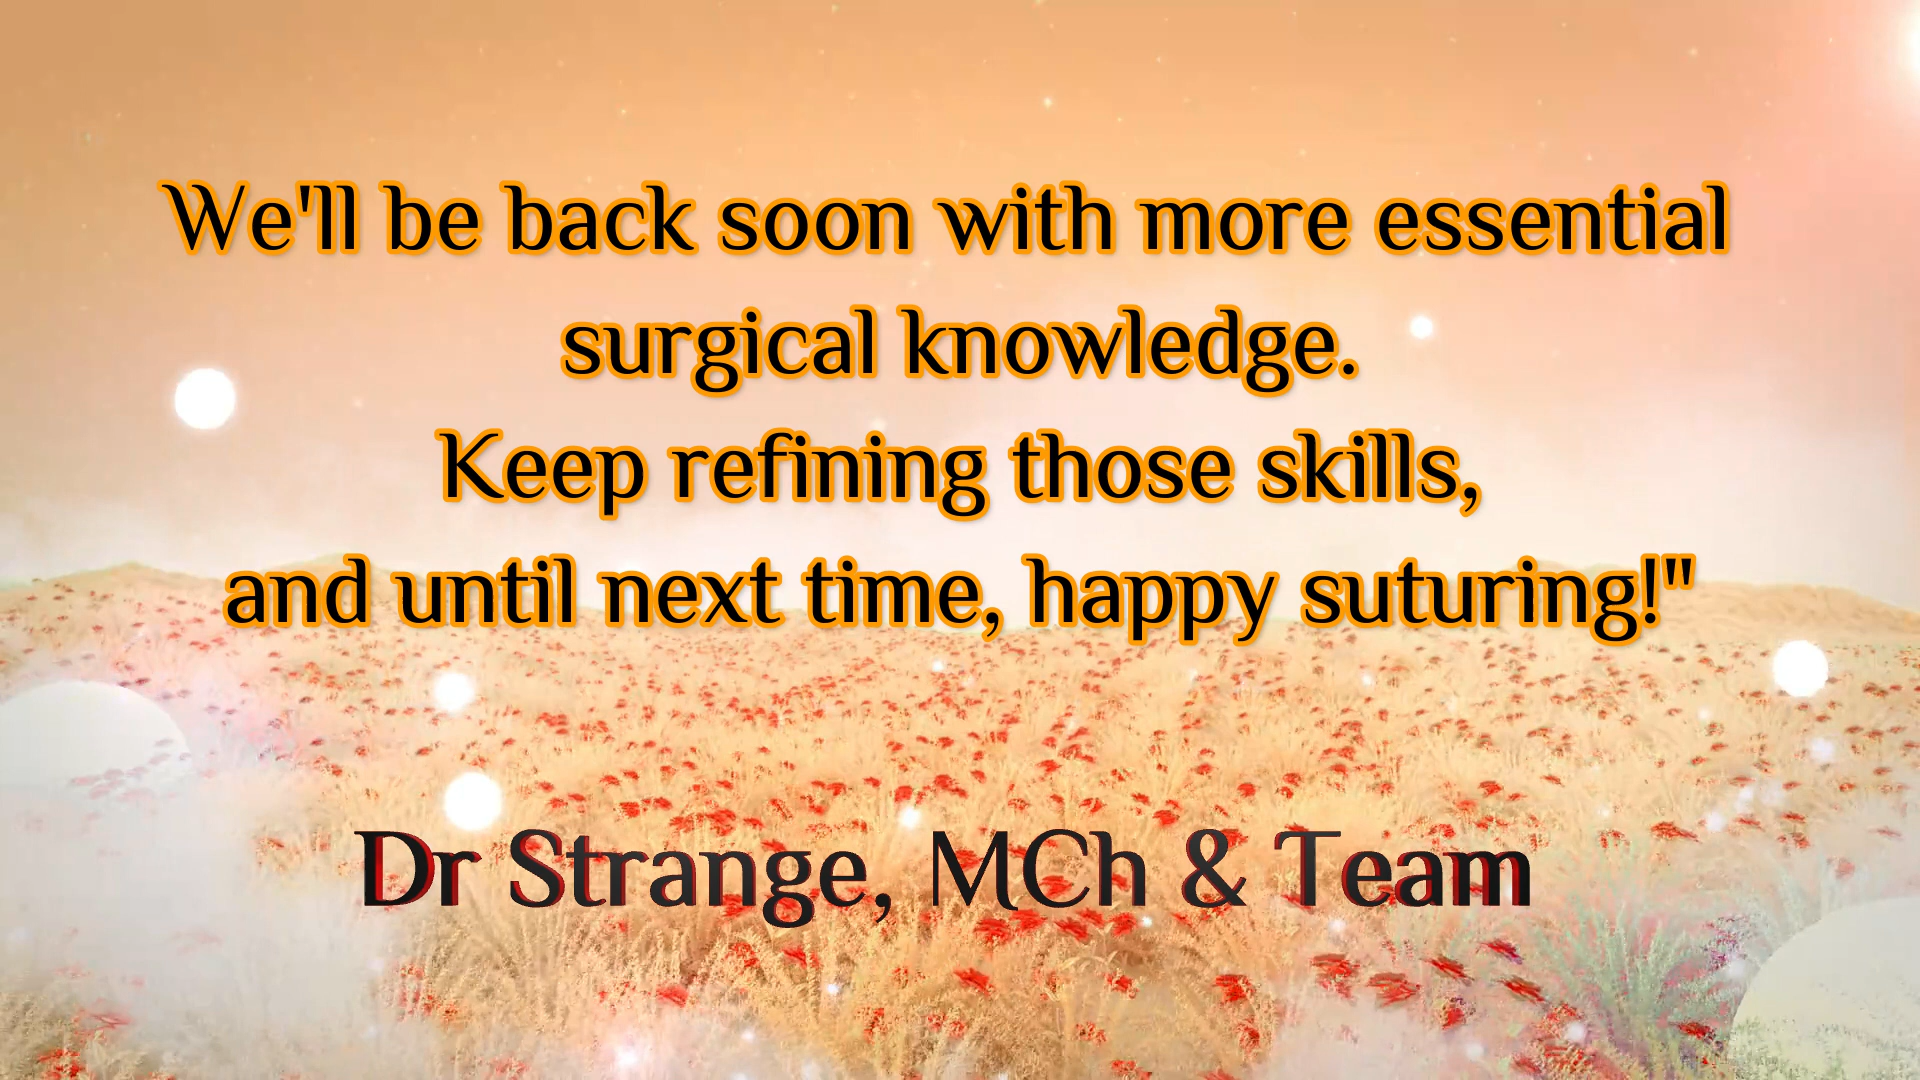 We'll be back soon with more essential
surgical knowledge.
Keep refining those skills,
and until next time, happy suturing!"
Dr Strange, MCh & Team